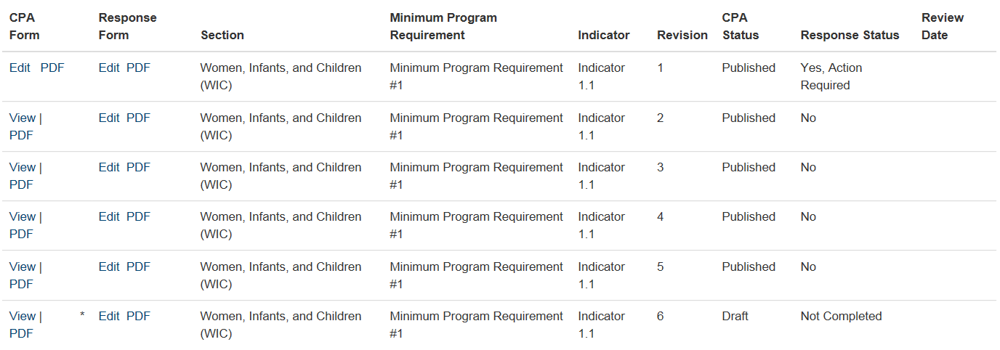 CPA Form Response Form Section Minimum Program Requirement Indicator Revision CPA Status Response Status Review Date
Edit PDF Edit PDF Women, Infants, and Children (WIC) Minimum Program Requirement #1 Indicator 1.1 1 Published Yes, Action Required
View | PDF Edit PDF Women, Infants, and Children (WIC) Minimum Program Requirement #1 Indicator 1.1 2 Published No
View | PDF Edit PDF Women, Infants, and Children (WIC) Minimum Program Requirement #1 Indicator 1.1 3 Published No
View | PDF Edit PDF Women, Infants, and Children (WIC) Minimum Program Requirement #1 Indicator 1.1 4 Published No
View | PDF Edit PDF Women, Infants, and Children (WIC) Minimum Program Requirement #1 Indicator 1.1 5 Published No
View | PDF * Edit PDF Women, Infants, and Children (WIC) Minimum Program Requirement #1 Indicator 1.1 6 Draft Not Completed